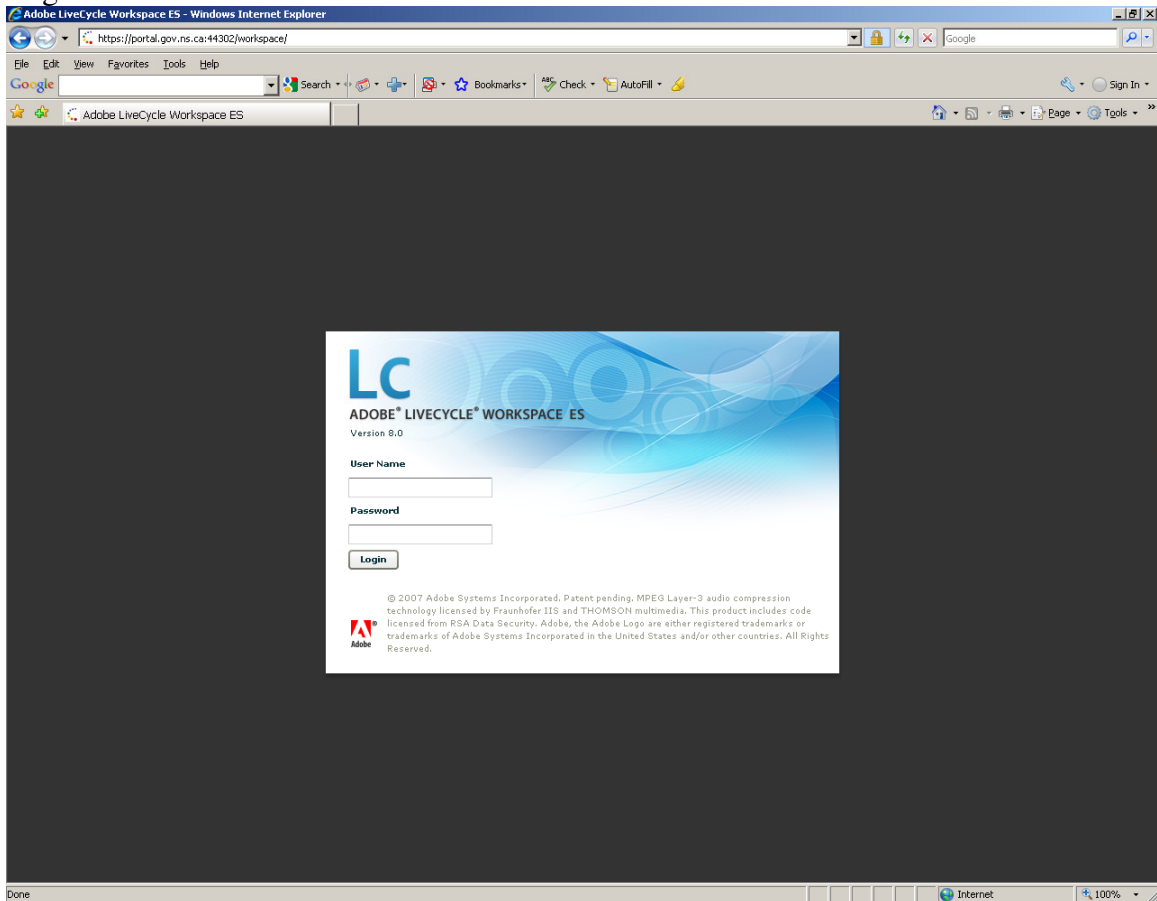 Adobe LiveCycle Workspace ES - Windows Internet Explorer
https://portal.gov.ns.ca:44302/workspace/
Google
File Edit View Favorites Tools Help
Google Search Bookmarks ABC Check AutoFill Sign In
Adobe LiveCycle Workspace ES Page Tools »
LC
ADOBE® LIVECYCLE® WORKSPACE ES
Version 8.0
User Name
Password
Login
© 2007 Adobe Systems Incorporated. Patent pending. MPEG Layer-3 audio compression
technology licensed by Fraunhofer IIS and THOMSON multimedia. This product includes code
licensed from RSA Data Security. Adobe, the Adobe Logo are either registered trademarks or
trademarks of Adobe Systems Incorporated in the United States and/or other countries. All Rights
Reserved.
Adobe
Done Internet 100%